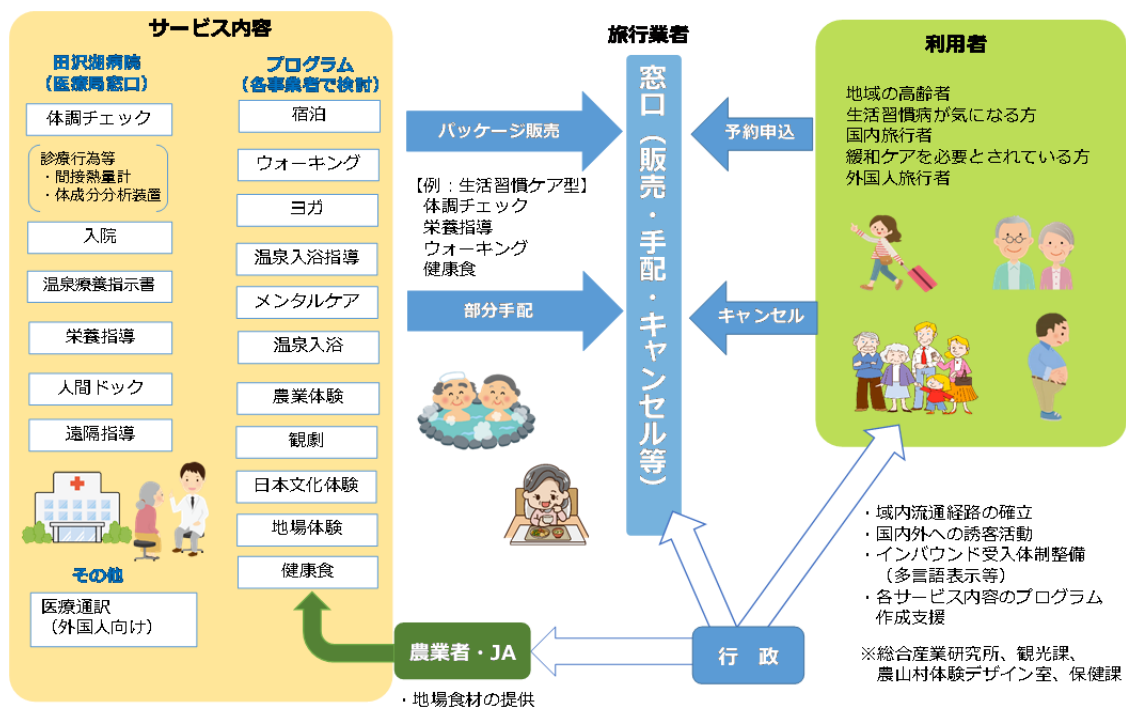 サービス内容
田沢湖病院
（医療局窓口）
体調チェック
診療行為等
・間接熱量計
・体成分分析装置
入院
温泉療養指示書
栄養指導
人間ドック
遠隔指導
その他
医療通訳
（外国人向け）
プログラム
（各事業者で検討）
宿泊
ウォーキング
ヨガ
温泉入浴指導
メンタルケア
温泉入浴
農業体験
観劇
日本文化体験
地場体験
健康食
パッケージ販売
【例：生活習慣ケア型】
体調チェック
栄養指導
ウォーキング
健康食
部分手配
旅行業者
窓口（販売・手配・キャンセル等）
予約申込
キャンセル
利用者
地域の高齢者
生活習慣病が気になる方
国内旅行者
緩和ケアを必要とされている方
外国人旅行者
農業者・JA
・地場食材の提供
行　政
・域内流通経路の確立
・国内外への誘客活動
・インバウンド受入体制整備
（多言語表示等）
・各サービス内容のプログラム
作成支援
※総合産業研究所、観光課、
農山村体験デザイン室、保健課